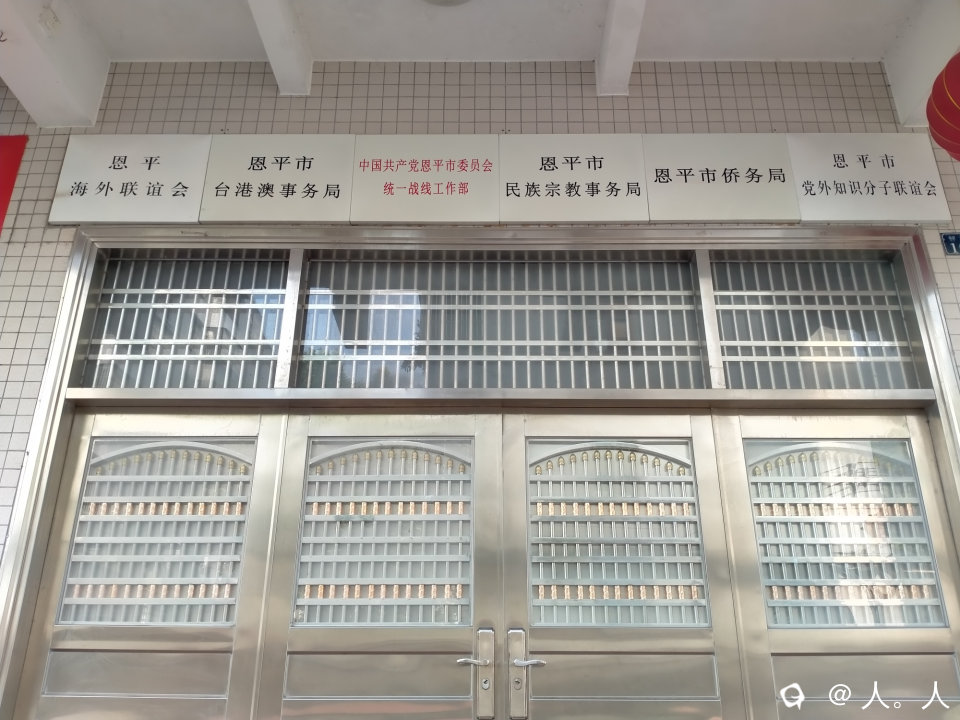 恩平
海外联谊会
恩平市
台港澳事务局
中国共产党恩平市委员会
统一战线工作部
恩平市
民族宗教事务局
恩平市侨务局
恩平市
党外知识分子联谊会
@人。人